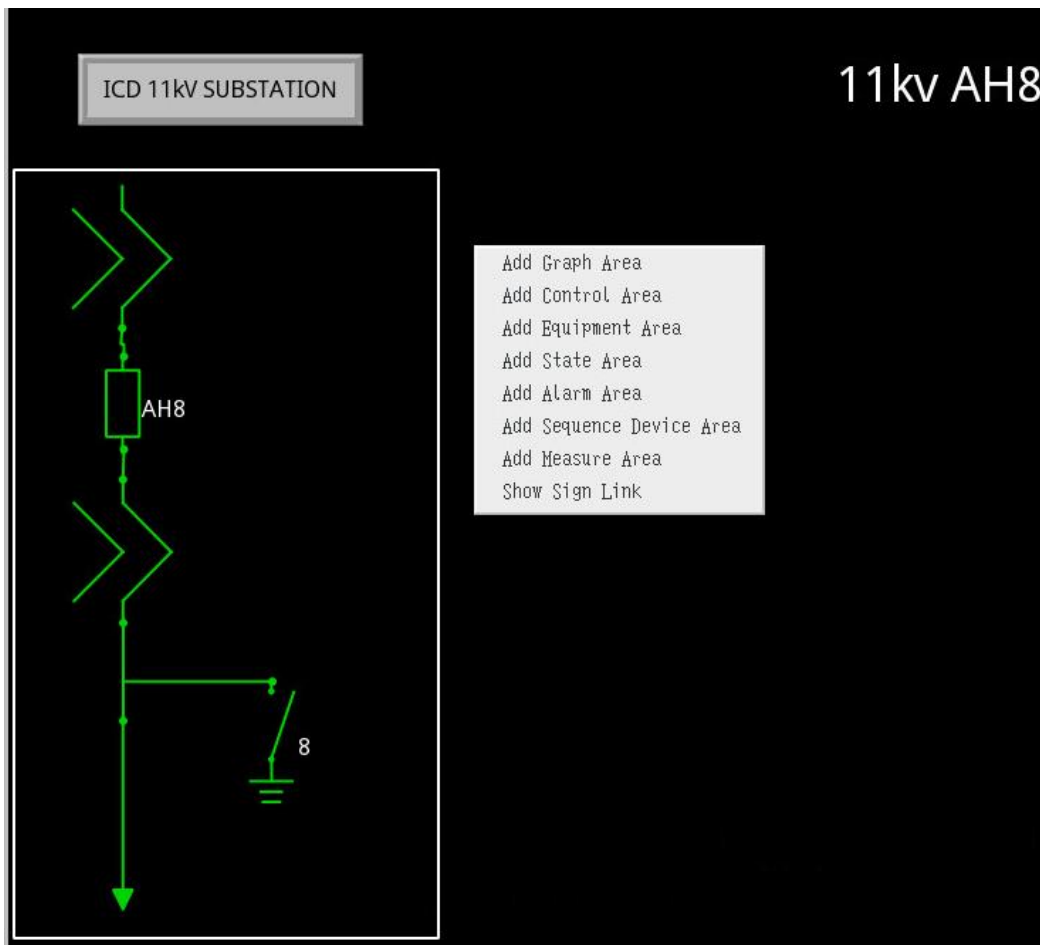 ICD 11kV SUBSTATION
11kv AH8
Add Graph Area
Add Control Area
Add Equipment Area
Add State Area
Add Alarm Area
AH8
Add Sequence Device Area
Add Measure Area
Show Sign Link
8